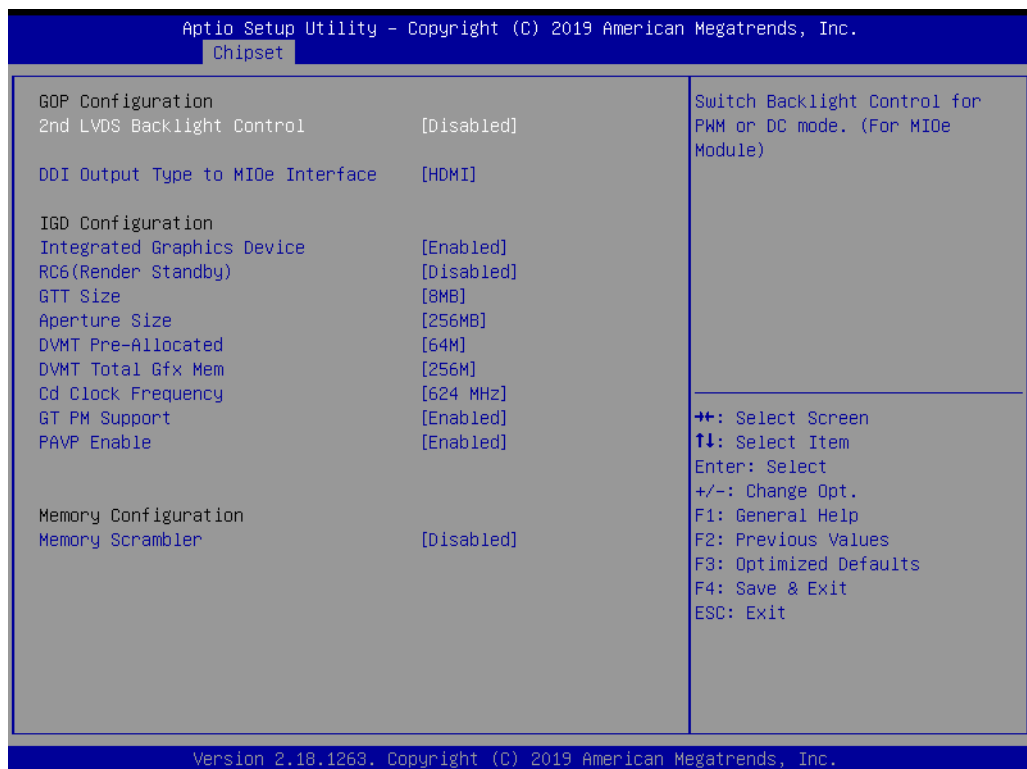 Aptio Setup Utility – Copyright (C) 2019 American Megatrends, Inc.
Chipset
GOP Configuration
2nd LVDS Backlight Control [Disabled]
DDI Output Type to MIOe Interface [HDMI]
IGD Configuration
Integrated Graphics Device [Enabled]
RC6(Render Standby) [Disabled]
GTT Size [8MB]
Aperture Size [256MB]
DVMT Pre-Allocated [64M]
DVMT Total Gfx Mem [256M]
Cd Clock Frequency [624 MHz]
GT PM Support [Enabled]
PAVP Enable [Enabled]
Memory Configuration
Memory Scrambler [Disabled]
Switch Backlight Control for
PWM or DC mode. (For MIOe
Module)
→←: Select Screen
↑↓: Select Item
Enter: Select
+/-: Change Opt.
F1: General Help
F2: Previous Values
F3: Optimized Defaults
F4: Save & Exit
ESC: Exit
Version 2.18.1263. Copyright (C) 2019 American Megatrends, Inc.